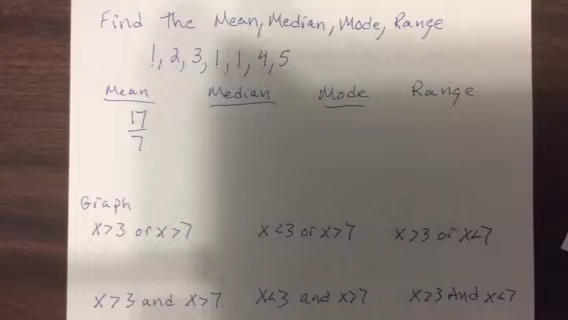 Find the Mean, Median, Mode, Range
1, 2, 3, 1, 1, 4, 5
Mean Median Mode Range
17
7
Graph
x>3 or x>7 x<3 or x>7 x>3 or x<7
x>3 and x>7 x<3 and x>7 x>3 and x<7